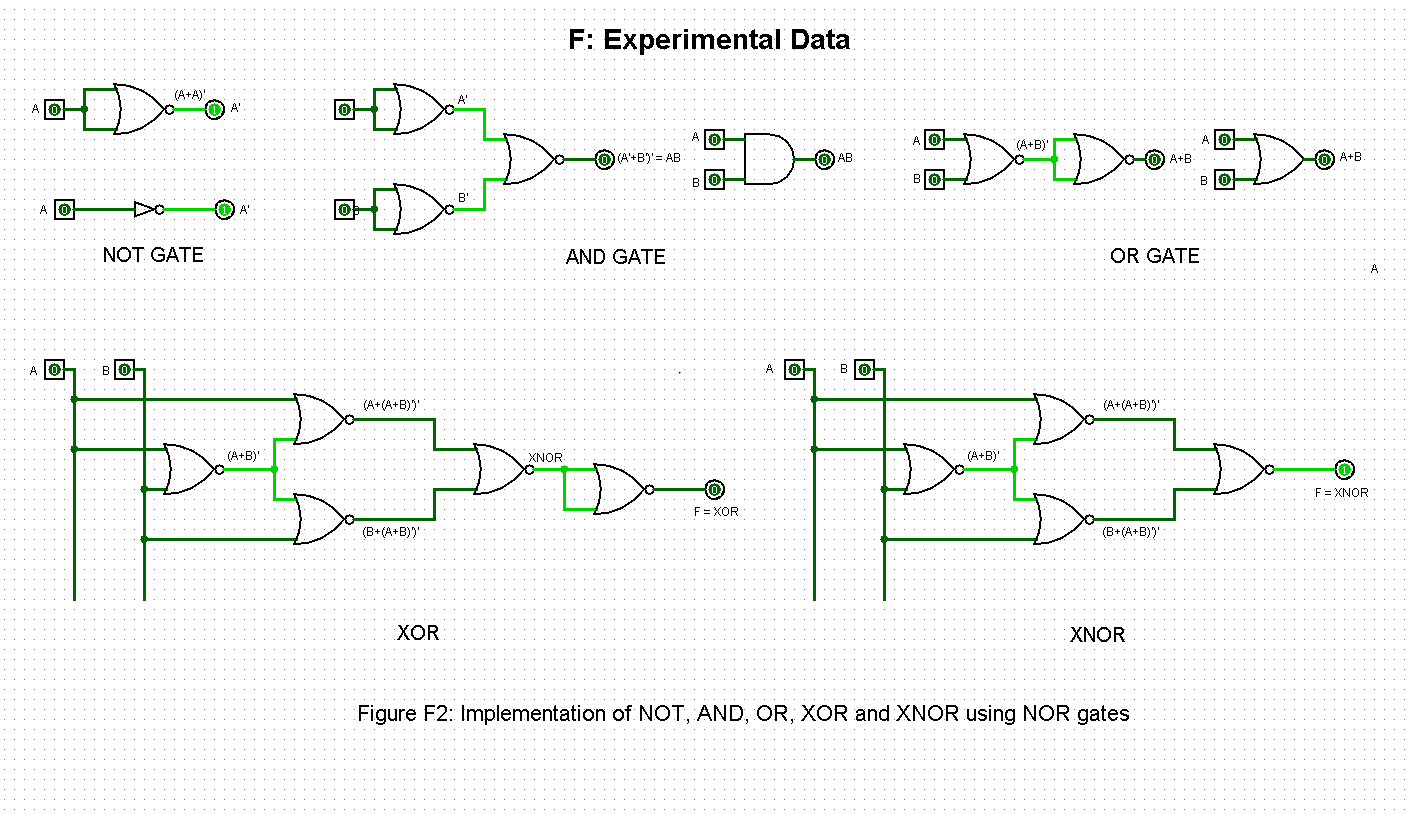 F: Experimental Data
A 0 (A+A)' 1 A'
A 0 1 A'
NOT GATE
0 A'
0 B B'
0 (A'+B')' = AB
A 0
B 0
0 AB
AND GATE
A 0
B 0
(A+B)'
0 A+B
A 0
B 0
0 A+B
OR GATE
A
A 0 B 0
(A+(A+B)')'
(A+B)'
(B+(A+B)')'
XNOR
0
F = XOR
XOR
A 0 B 0
(A+(A+B)')'
(A+B)'
(B+(A+B)')'
1
F = XNOR
XNOR
Figure F2: Implementation of NOT, AND, OR, XOR and XNOR using NOR gates